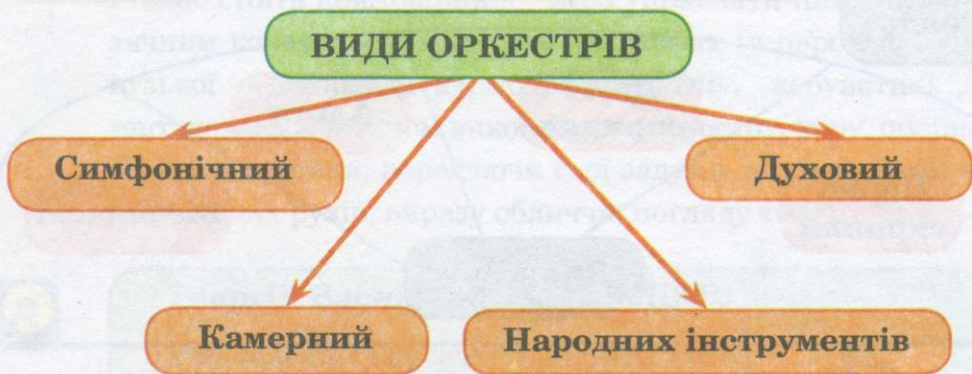 ВИДИ ОРКЕСТРІВ
Симфонічний
Духовий
Камерний
Народних інструментів